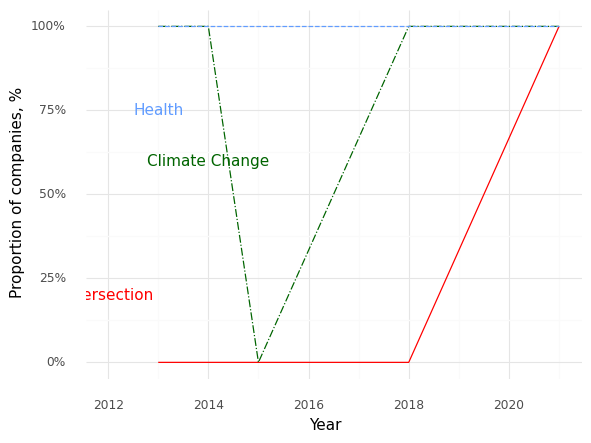 100%
Health
75%
Climate Change
50%
25%
ersection
0%
Proportion of companies, %
2012 2014 2016 2018 2020
Year